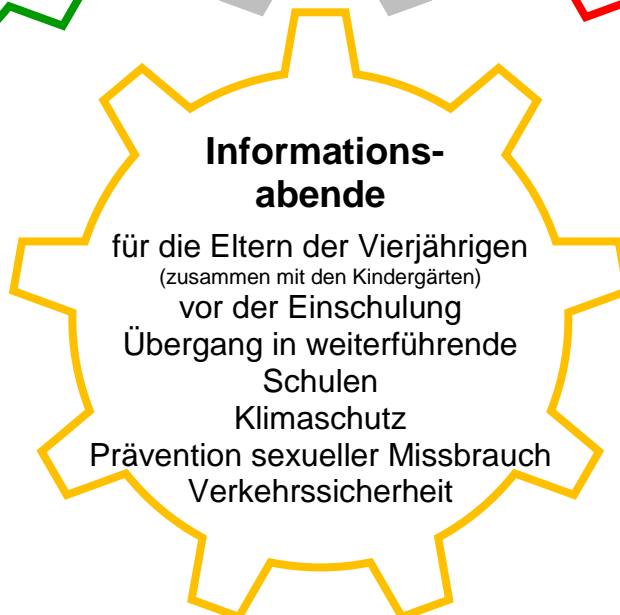 Informations-
abende
für die Eltern der Vierjährigen
(zusammen mit den Kindergärten)
vor der Einschulung
Übergang in weiterführende
Schulen
Klimaschutz
Prävention sexueller Missbrauch
Verkehrssicherheit